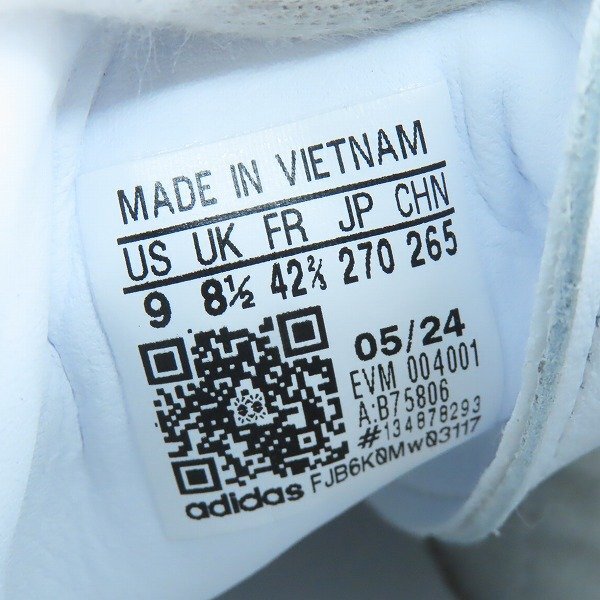 MADE IN VIETNAM
US UK FR JP CHN
9 8½ 42⅔ 270 265
05/24
EVM 004001
A:B75806
#134878293
adidas FJB6K0Mw03117